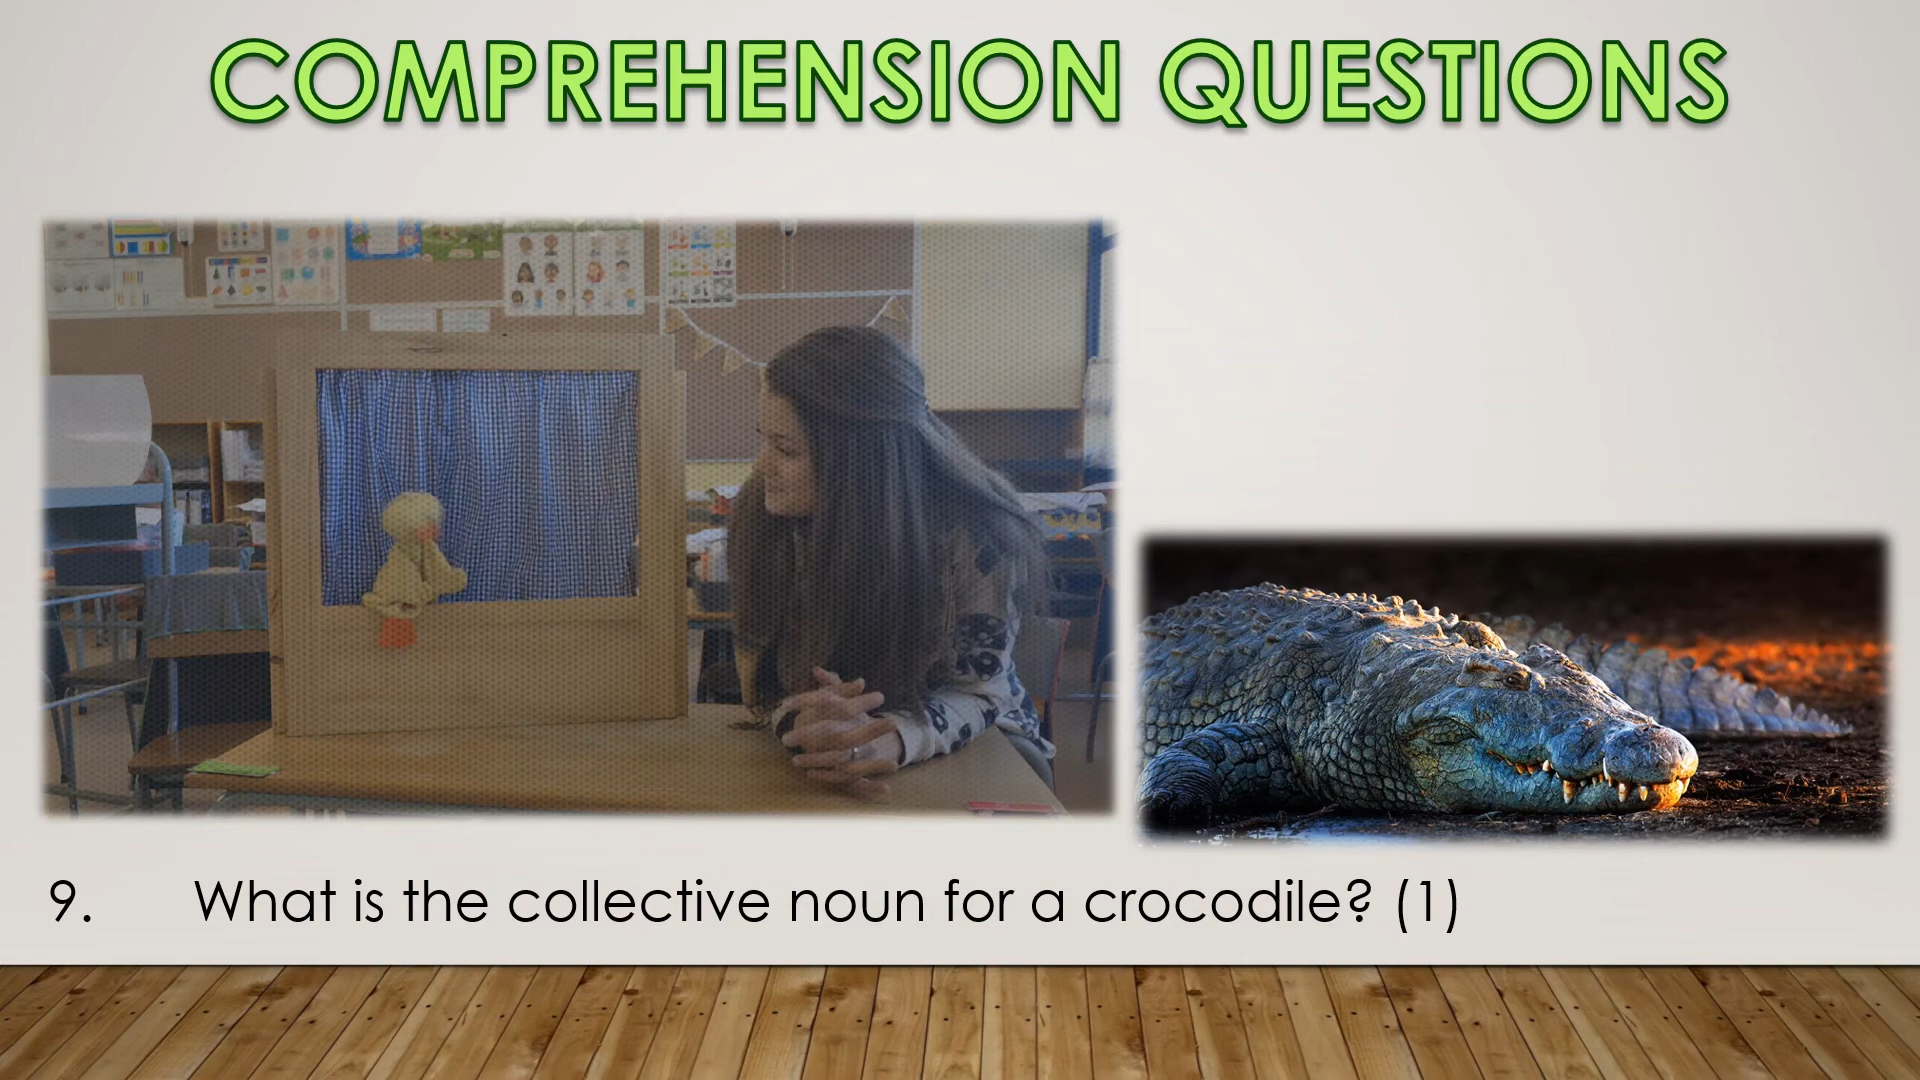 COMPREHENSION QUESTIONS
9. What is the collective noun for a crocodile? (1)